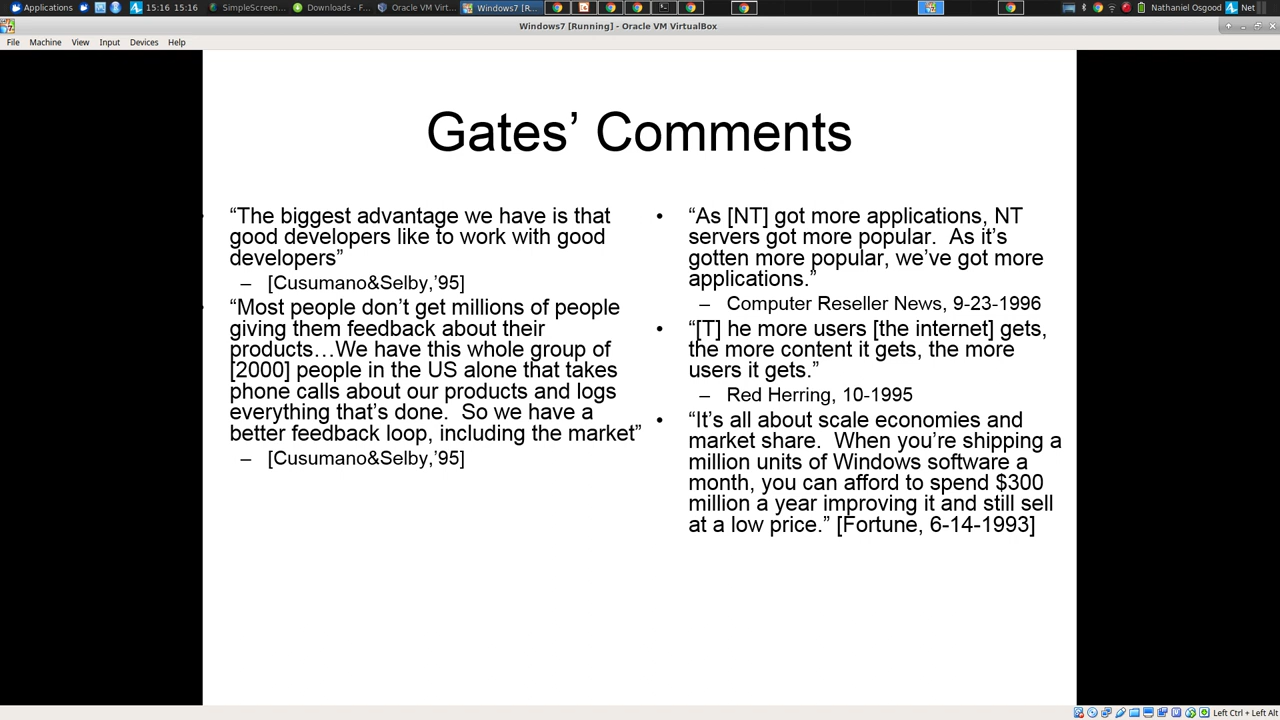 Applications
15:16 15:16
SimpleScreen...
Downloads - F...
Oracle VM Virt...
Windows7 [R...
Nathaniel Osgood
Net
Windows7 [Running] - Oracle VM VirtualBox
File Machine View Input Devices Help
Gates’ Comments
“The biggest advantage we have is that
good developers like to work with good
developers”
– [Cusumano&Selby,’95]
“Most people don’t get millions of people
giving them feedback about their
products…We have this whole group of
[2000] people in the US alone that takes
phone calls about our products and logs
everything that’s done. So we have a
better feedback loop, including the market”
– [Cusumano&Selby,’95]
• “As [NT] got more applications, NT
servers got more popular. As it’s
gotten more popular, we’ve got more
applications.”
– Computer Reseller News, 9-23-1996
• “[T] he more users [the internet] gets,
the more content it gets, the more
users it gets.”
– Red Herring, 10-1995
• “It’s all about scale economies and
market share. When you’re shipping a
million units of Windows software a
month, you can afford to spend $300
million a year improving it and still sell
at a low price.” [Fortune, 6-14-1993]
Left Ctrl + Left Alt